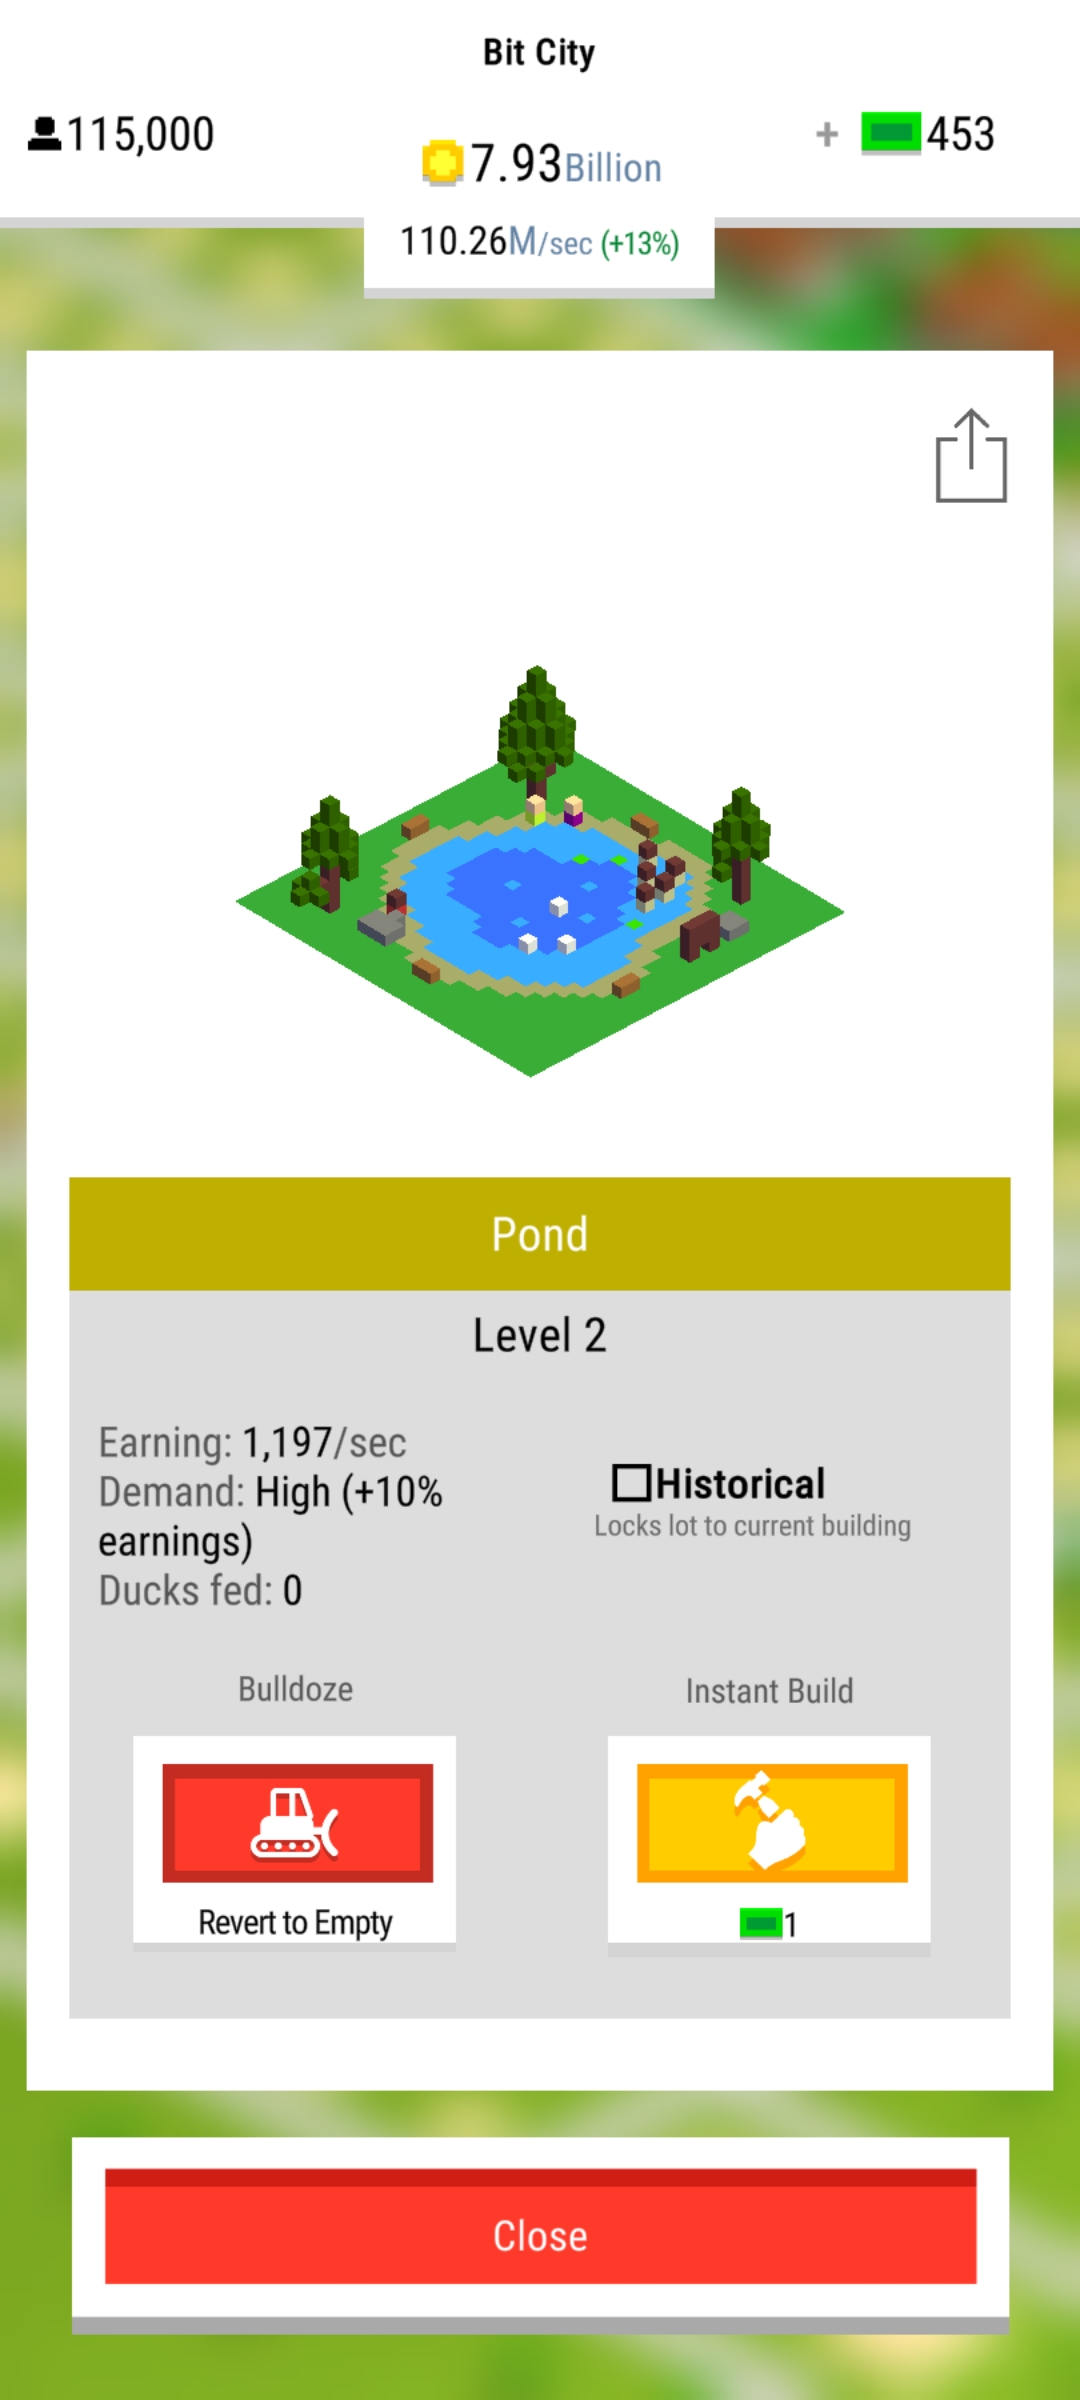 Bit City
115,000
7.93Billion
+ 453
110.26M/sec (+13%)
Pond
Level 2
Earning: 1,197/sec
Demand: High (+10%
earnings)
Ducks fed: 0
Historical
Locks lot to current building
Bulldoze
Instant Build
Revert to Empty
1
Close